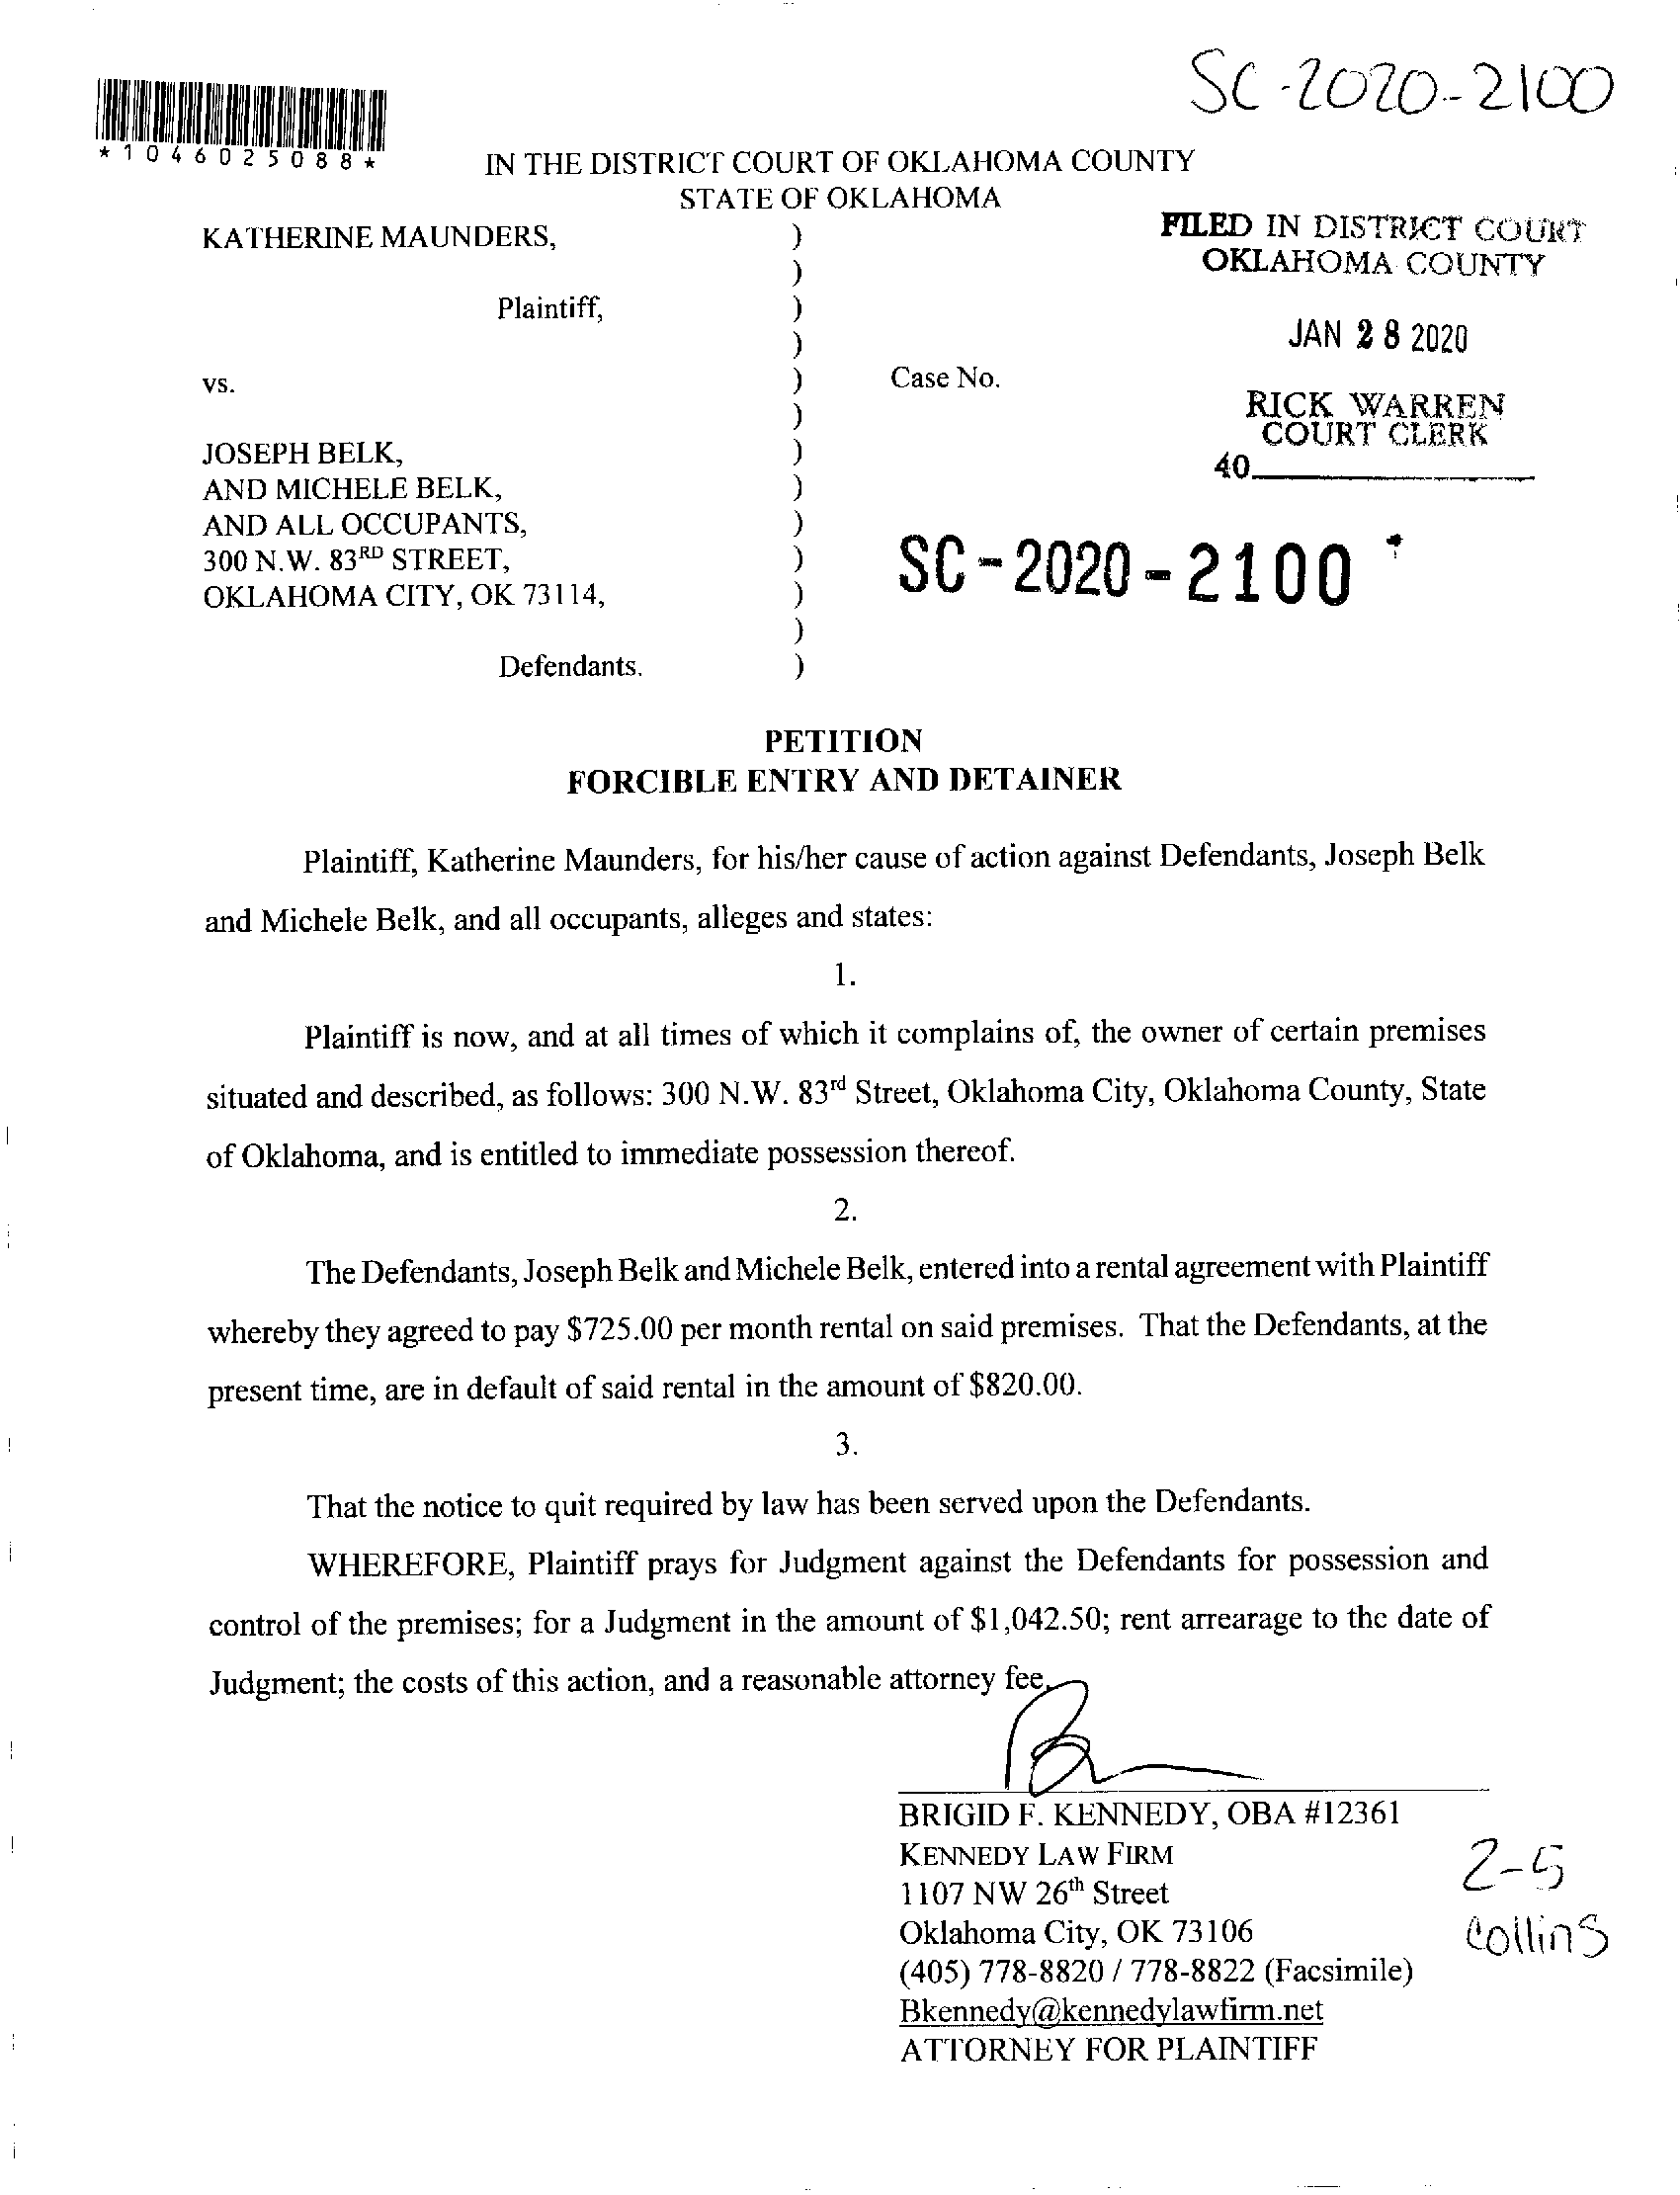 SC-2020-2100
*1046025088*
IN THE DISTRICT COURT OF OKLAHOMA COUNTY
STATE OF OKLAHOMA
FILED IN DISTRICT COURT
OKLAHOMA COUNTY
JAN 28 2020
RICK WARREN
COURT CLERK
40
KATHERINE MAUNDERS, )
)
Plaintiff, )
)
vs. ) Case No.
)
JOSEPH BELK, )
AND MICHELE BELK, )
AND ALL OCCUPANTS, )
300 N.W. 83RD STREET, ) SC-2020-2100
OKLAHOMA CITY, OK 73114, )
)
Defendants. )
PETITION
FORCIBLE ENTRY AND DETAINER
Plaintiff, Katherine Maunders, for his/her cause of action against Defendants, Joseph Belk
and Michele Belk, and all occupants, alleges and states:
1.
Plaintiff is now, and at all times of which it complains of, the owner of certain premises
situated and described, as follows: 300 N.W. 83rd Street, Oklahoma City, Oklahoma County, State
of Oklahoma, and is entitled to immediate possession thereof.
2.
The Defendants, Joseph Belk and Michele Belk, entered into a rental agreement with Plaintiff
whereby they agreed to pay $725.00 per month rental on said premises. That the Defendants, at the
present time, are in default of said rental in the amount of $820.00.
3.
That the notice to quit required by law has been served upon the Defendants.
WHEREFORE, Plaintiff prays for Judgment against the Defendants for possession and
control of the premises; for a Judgment in the amount of $1,042.50; rent arrearage to the date of
Judgment; the costs of this action, and a reasonable attorney fee.
BRIGID F. KENNEDY, OBA #12361
KENNEDY LAW FIRM
1107 NW 26th Street
Oklahoma City, OK 73106
(405) 778-8820 / 778-8822 (Facsimile)
Bkennedy@kennedylawfirm.net
ATTORNEY FOR PLAINTIFF
2-5
Collins